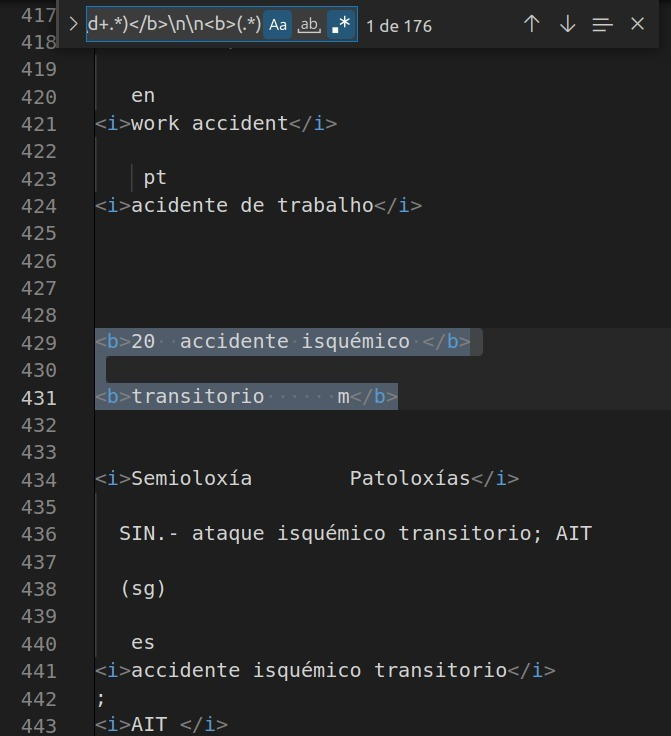 d+.*)</b>\n\n<b>(.*) Aa ab .* 1 de 176
417
418
419
420 en
421 <i>work accident</i>
422
423 pt
424 <i>acidente de trabalho</i>
425
426
427
428
429 <b>20··accidente·isquémico·</b>
430
431 <b>transitorio······m</b>
432
433
434 <i>Semioloxía        Patoloxías</i>
435
436 SIN.- ataque isquémico transitorio; AIT
437
438 (sg)
439
440 es
441 <i>accidente isquémico transitorio</i>
442 ;
443 <i>AIT </i>